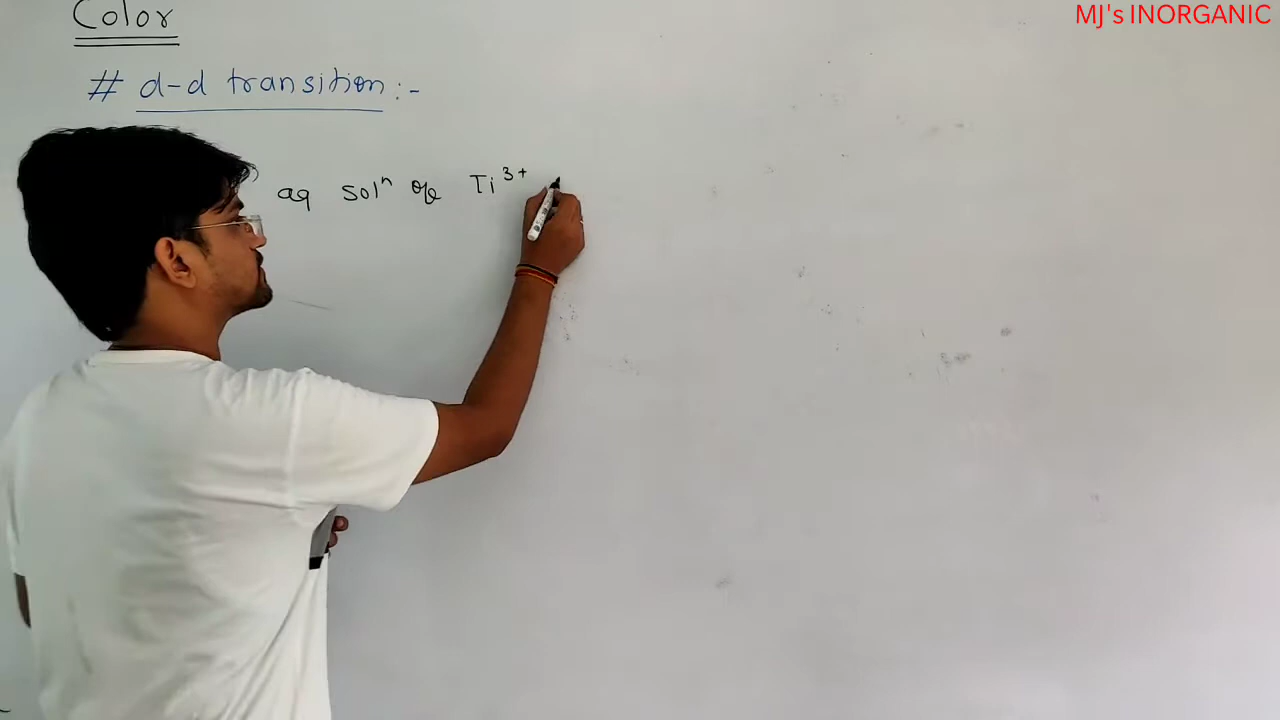 MJ's INORGANIC
Color
# d-d transition:-
aq solⁿ of Ti³⁺